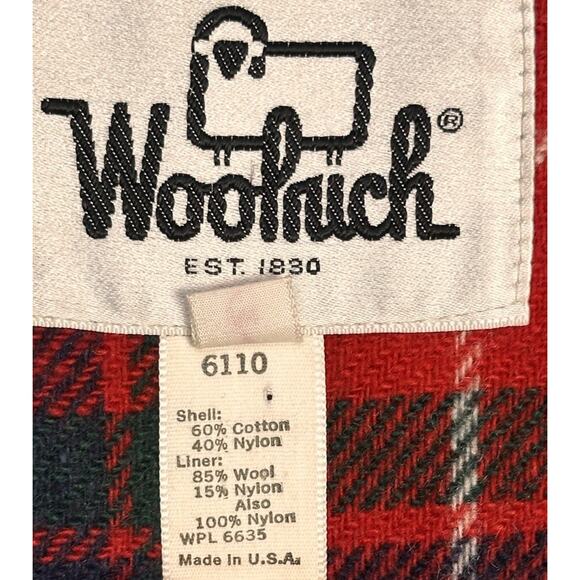 Woolrich®
EST. 1830
6110
Shell:
60% Cotton
40% Nylon
Liner:
85% Wool
15% Nylon
Also
100% Nylon
WPL 6635
Made in U.S.A.